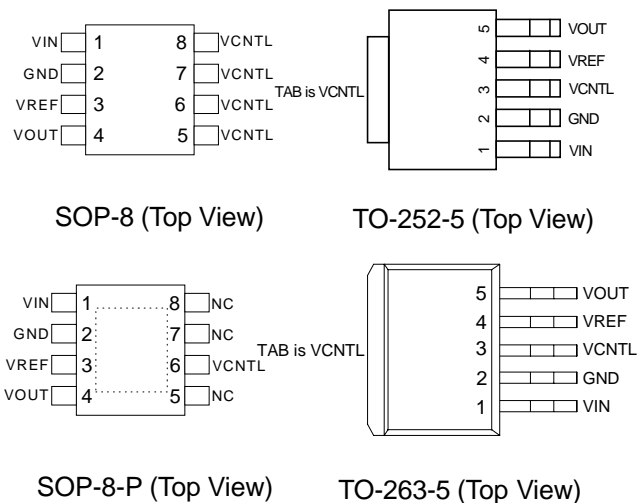 VIN 1 8 VCNTL
GND 2 7 VCNTL
VREF 3 6 VCNTL
VOUT 4 5 VCNTL
SOP-8 (Top View)
TAB is VCNTL
5 VOUT
4 VREF
3 VCNTL
2 GND
1 VIN
TO-252-5 (Top View)
VIN 1 8 NC
GND 2 7 NC
VREF 3 6 VCNTL
VOUT 4 5 NC
SOP-8-P (Top View)
TAB is VCNTL
5 VOUT
4 VREF
3 VCNTL
2 GND
1 VIN
TO-263-5 (Top View)